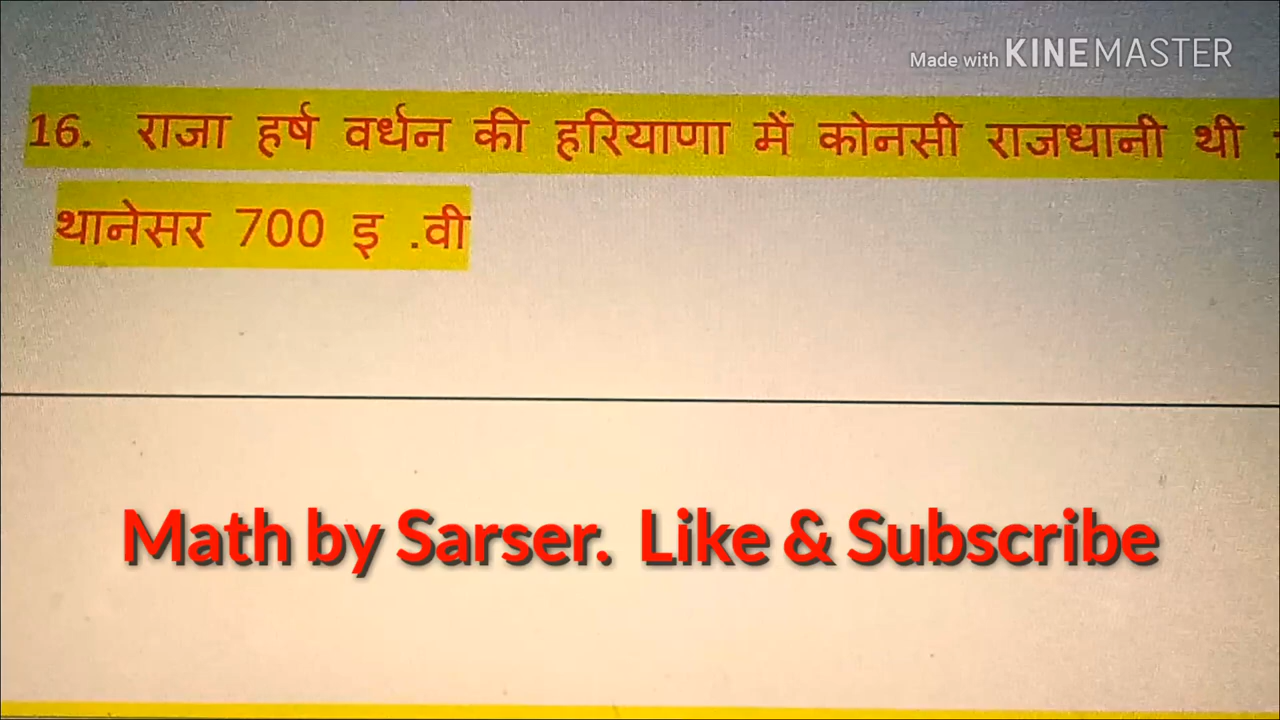 Made with KINEMASTER
16. राजा हर्ष वर्धन की हरियाणा में कोनसी राजधानी थी
थानेसर 700 इ .वी
Math by Sarser. Like & Subscribe